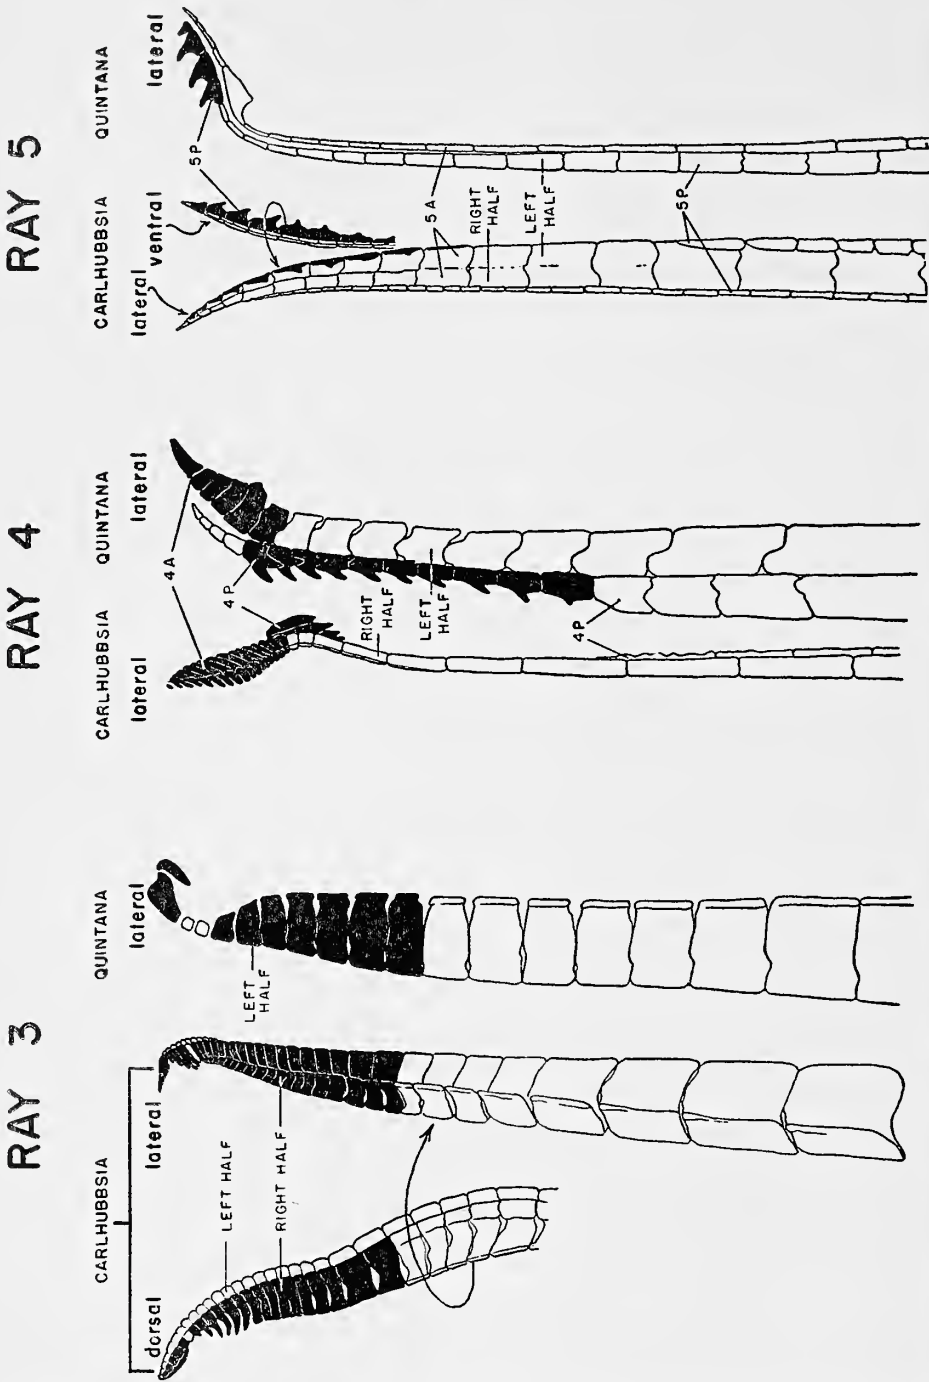 RAY 3
CARLHUBBSIA
QUINTANA
dorsal
lateral
lateral
LEFT HALF
RIGHT HALF
LEFT
HALF
RAY 4
CARLHUBBSIA
QUINTANA
lateral
lateral
4A
4P
RIGHT
HALF
LEFT
HALF
4P
RAY 5
CARLHUBBSIA
QUINTANA
lateral
ventral
lateral
5P
5A
RIGHT
HALF
LEFT
HALF
5P